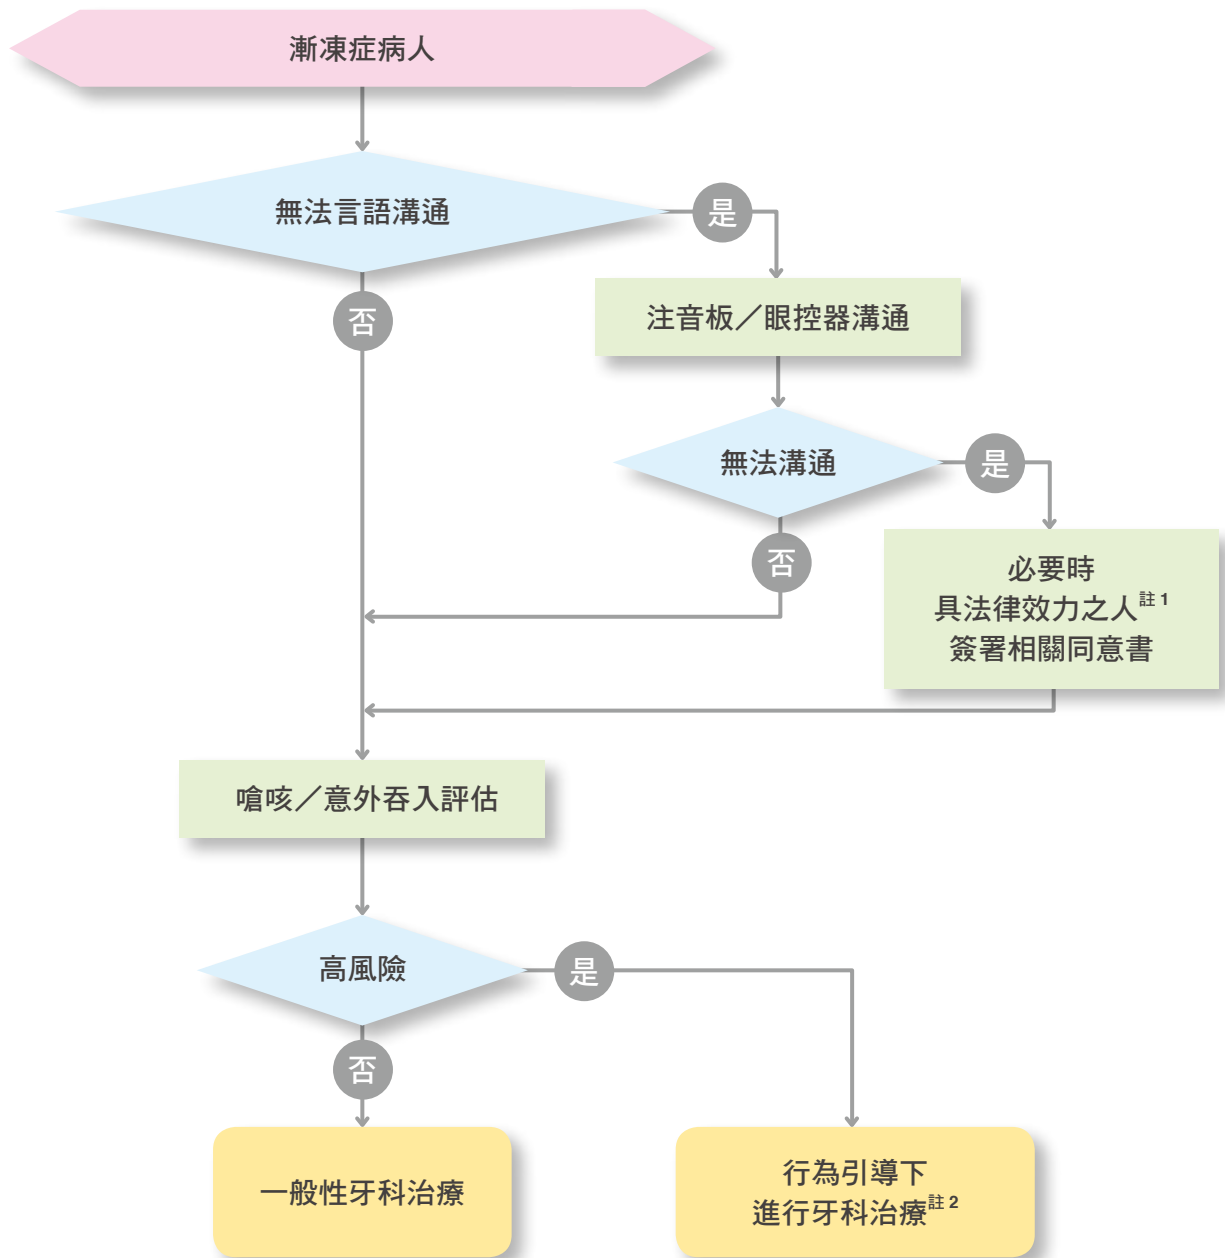 漸凍症病人
無法言語溝通
是
否
注音板／眼控器溝通
無法溝通
是
否
必要時
具法律效力之人註1
簽署相關同意書
嗆咳／意外吞入評估
高風險
是
否
一般性牙科治療
行為引導下
進行牙科治療註2